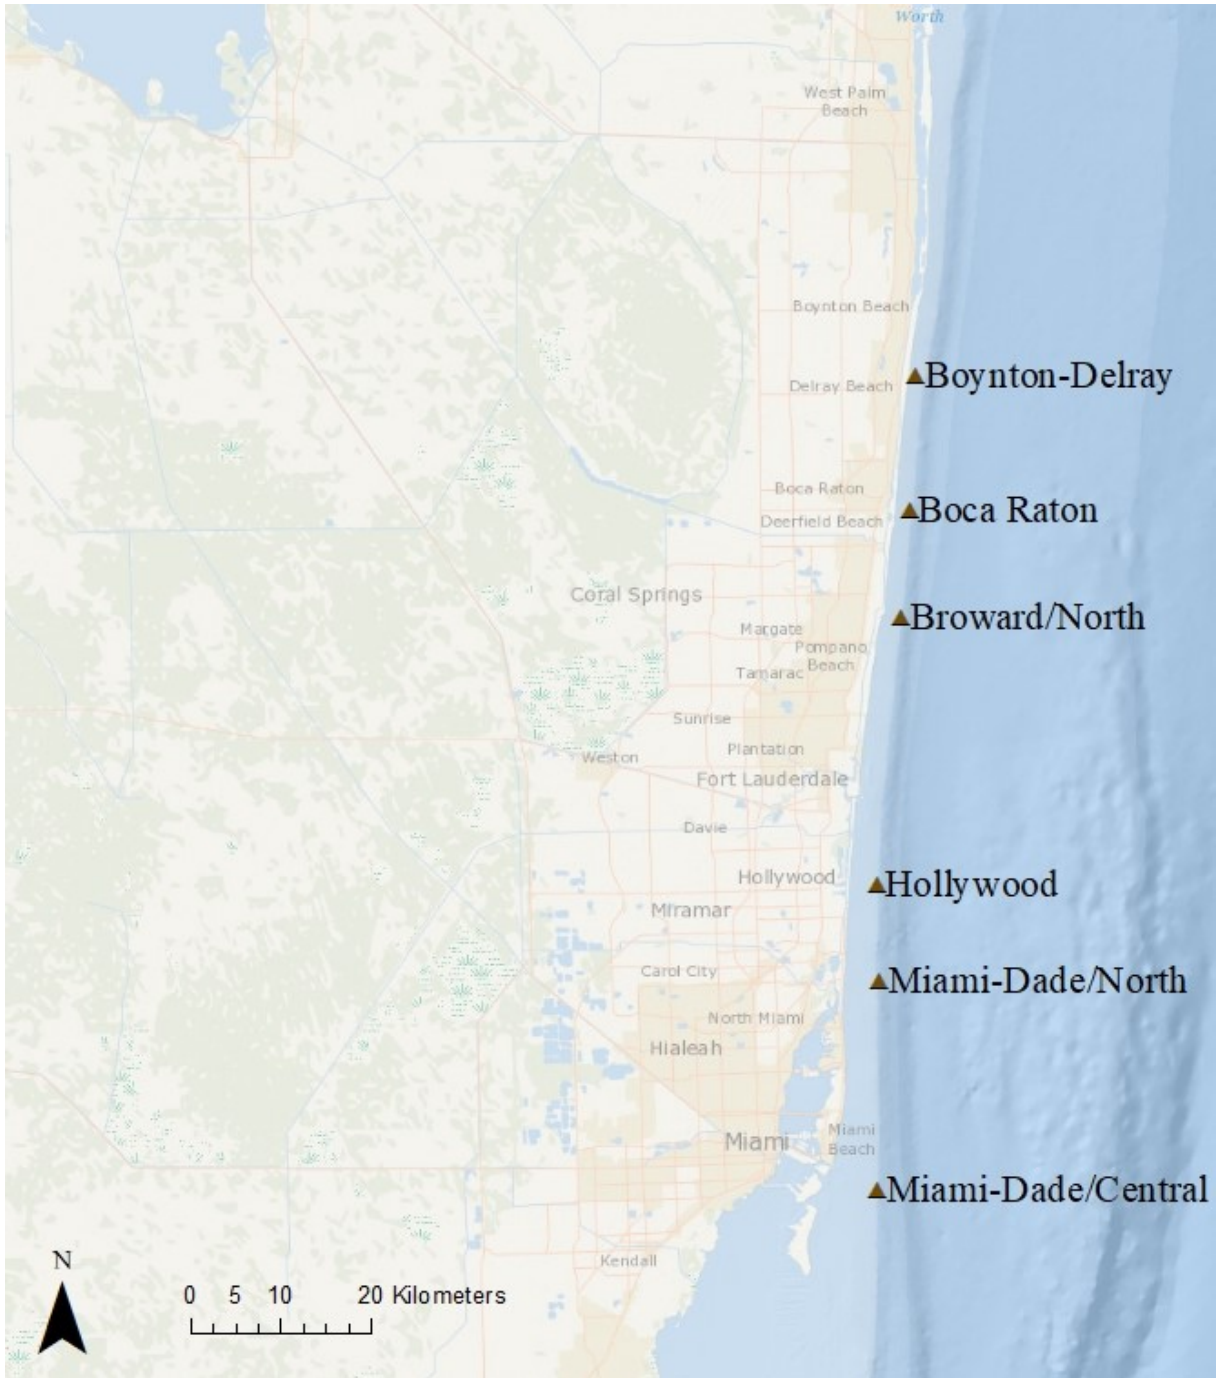 Worth
West Palm
Beach
Boynton Beach
Boynton-Delray
Delray Beach
Boca Raton
Boca Raton
Deerfield Beach
Coral Springs
Broward/North
Margate
Pompano
Beach
Tamarac
Sunrise
Plantation
Weston
Fort Lauderdale
Davie
Hollywood
Hollywood
Miramar
Carol City
Miami-Dade/North
North Miami
Hialeah
Miami
Miami
Beach
Miami-Dade/Central
N
Kendall
0 5 10 20 Kilometers